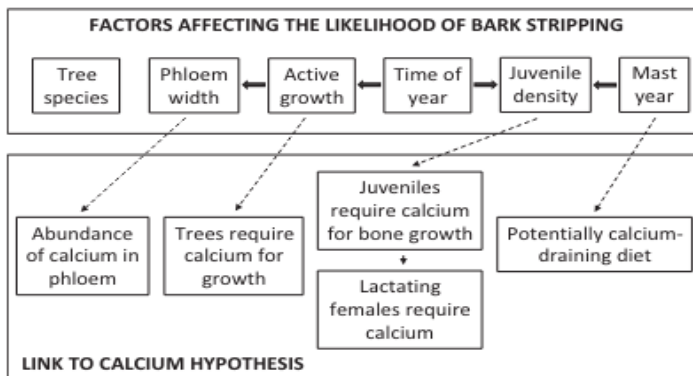 FACTORS AFFECTING THE LIKELIHOOD OF BARK STRIPPING
Tree
species
Phloem
width
Active
growth
Time of
year
Juvenile
density
Mast
year
Abundance
of calcium in
phloem
Trees require
calcium for
growth
Juveniles
require calcium
for bone growth
Lactating
females require
calcium
Potentially calcium-
draining diet
LINK TO CALCIUM HYPOTHESIS